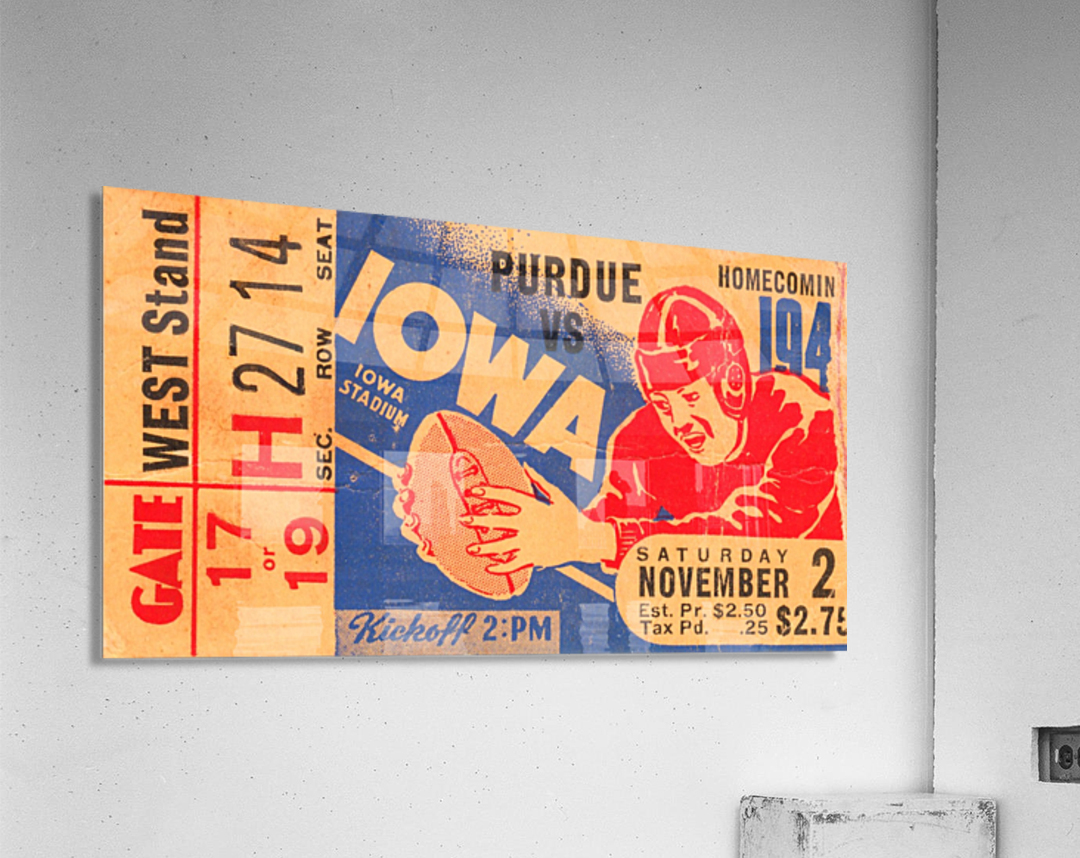 WEST Stand
GATE
H 27 14
SEC. ROW SEAT
17
or
19
PURDUE
VS
HOMECOMIN
194
IOWA
IOWA
STADIUM
SATURDAY
NOVEMBER 2
Est. Pr. $2.50
Tax Pd. .25 $2.75
Kickoff 2:PM